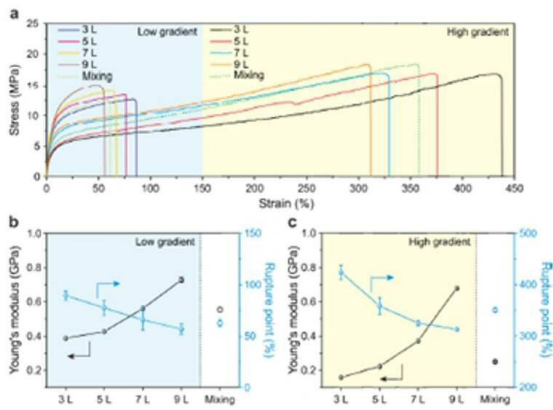 a
3 L
5 L
7 L
9 L
Mixing
Low gradient
3 L
5 L
7 L
9 L
Mixing
High gradient
Stress (MPa)
25
20
15
10
5
0
0 50 100 150 200 250 300 350 400 450
Strain (%)
b
Low gradient
Young's modulus (GPa)
1.0
0.8
0.6
0.4
0.2
150
100
50
0
Rupture point (%)
3 L 5 L 7 L 9 L Mixing
c
High gradient
Young's modulus (GPa)
1.0
0.8
0.6
0.4
0.2
500
400
300
200
Rupture point (%)
3 L 5 L 7 L 9 L Mixing